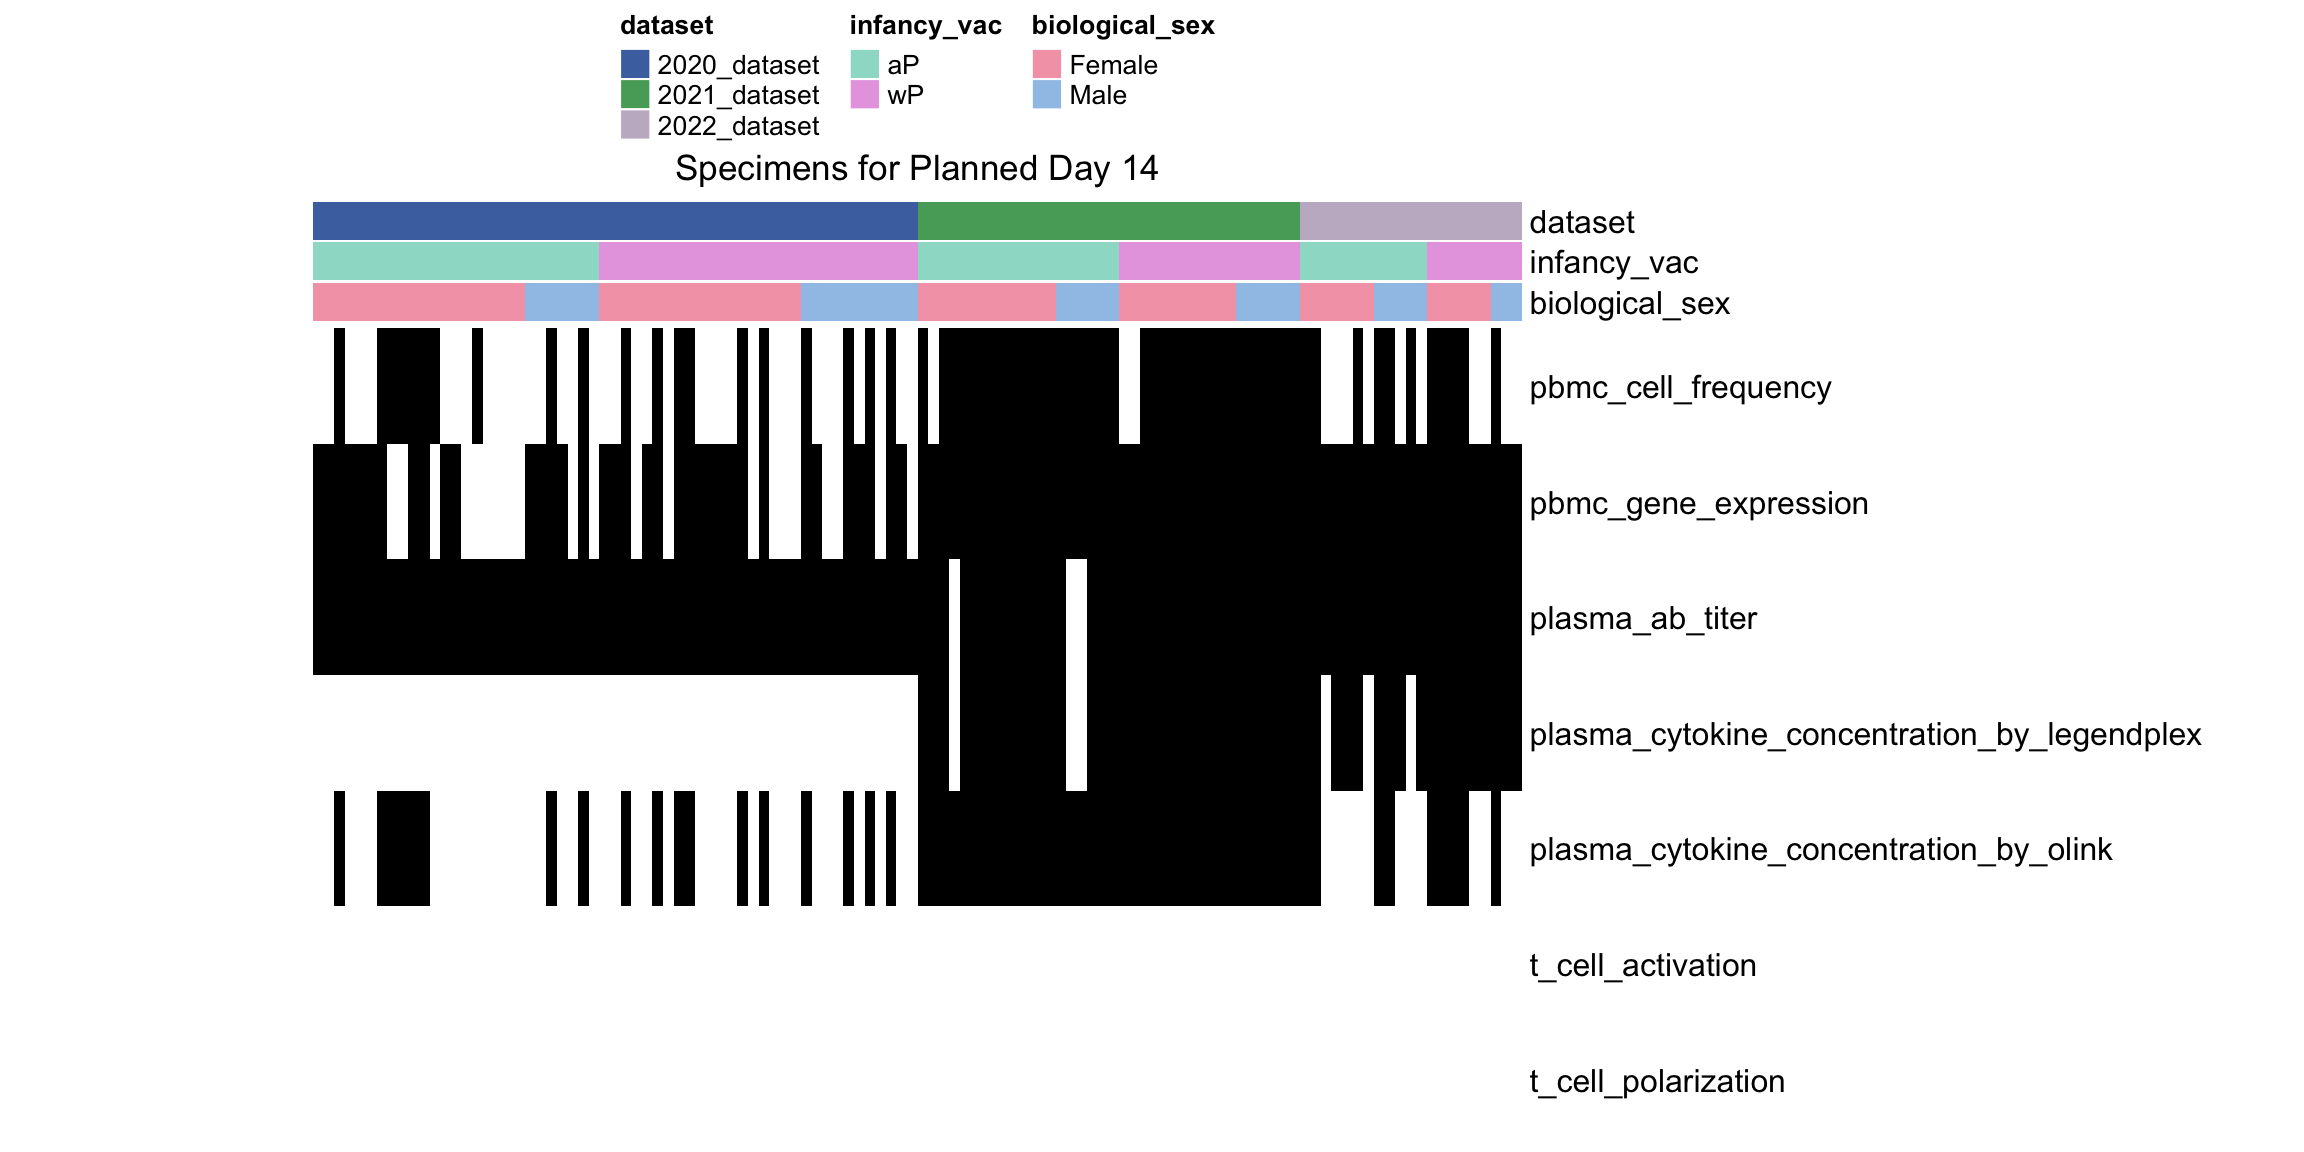 dataset
2020_dataset
2021_dataset
2022_dataset
infancy_vac
aP
wP
biological_sex
Female
Male
Specimens for Planned Day 14
dataset
infancy_vac
biological_sex
pbmc_cell_frequency
pbmc_gene_expression
plasma_ab_titer
plasma_cytokine_concentration_by_legendplex
plasma_cytokine_concentration_by_olink
t_cell_activation
t_cell_polarization